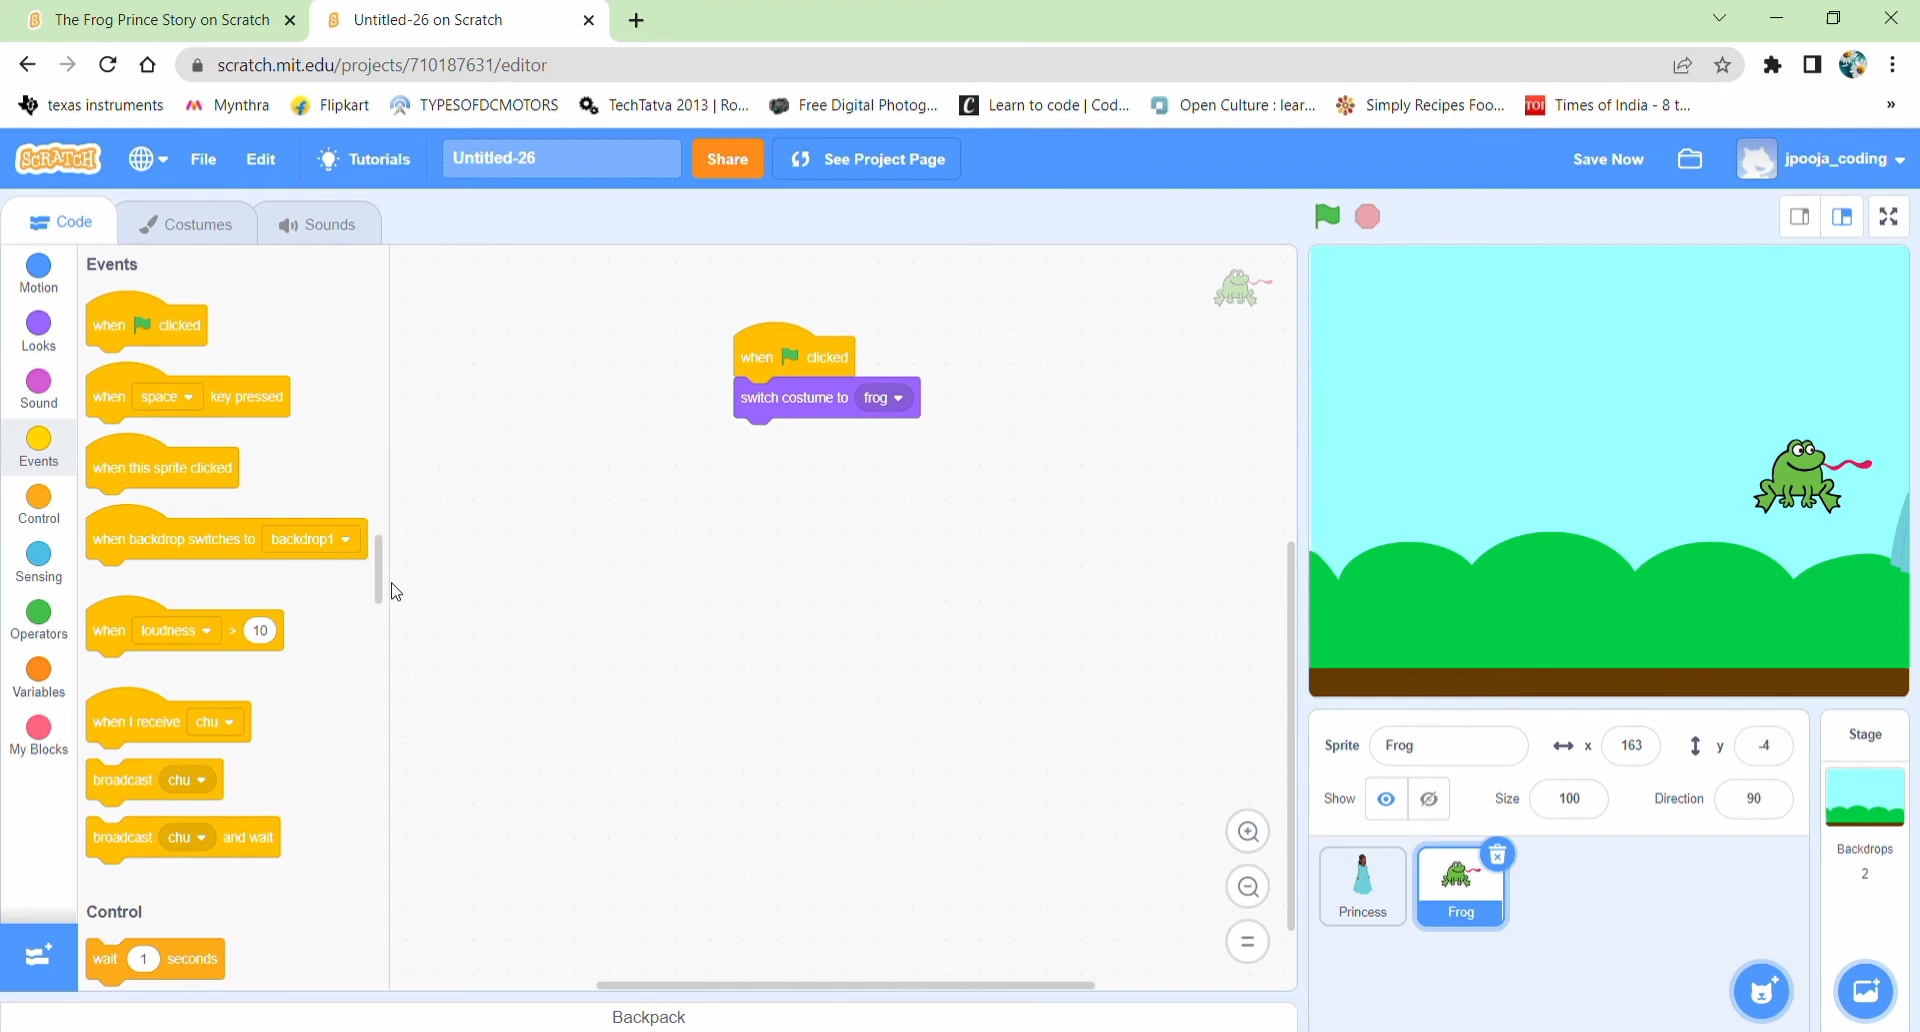 The Frog Prince Story on Scratch
Untitled-26 on Scratch
scratch.mit.edu/projects/710187631/editor
texas instruments
Mynthra
Flipkart
TYPESOFDCMOTORS
TechTatva 2013 | Ro...
Free Digital Photog...
Learn to code | Cod...
Open Culture : lear...
Simply Recipes Foo...
TOI
Times of India - 8 t...
»
SCRATCH
File
Edit
Tutorials
Untitled-26
Share
See Project Page
Save Now
jpooja_coding
Code
Costumes
Sounds
Motion
Looks
Sound
Events
Control
Sensing
Operators
Variables
My Blocks
Events
when clicked
when space key pressed
when this sprite clicked
when backdrop switches to backdrop1
when loudness > 10
when I receive chu
broadcast chu
broadcast chu and wait
Control
wait 1 seconds
when clicked
switch costume to frog
Backpack
Sprite Frog x 163 y -4
Show Size 100 Direction 90
Princess
Frog
Stage
Backdrops
2